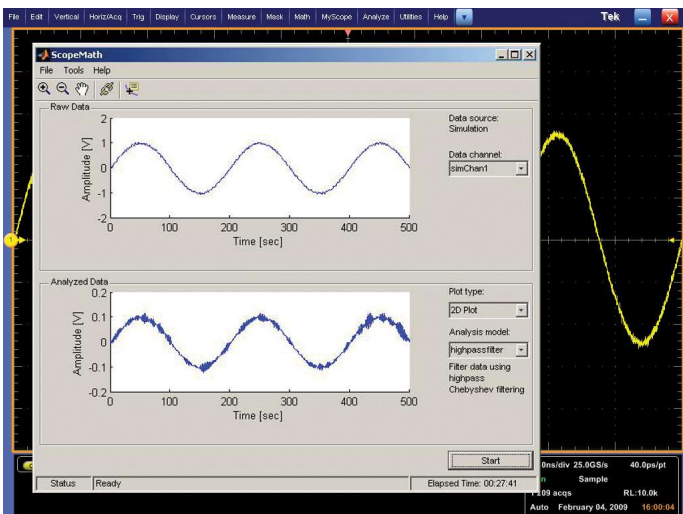 File Edit Vertical Horiz/Acq Trig Display Cursors Measure Mask Math MyScope Analyze Utilities Help Tek
ScopeMath
File Tools Help
Raw Data
2
1
0
-1
-2
Amplitude [V]
0 100 200 300 400 500
Time [sec]
Data source:
Simulation
Data channel:
simChan1
Analyzed Data
0.2
0.1
0
-0.1
-0.2
Amplitude [V]
0 100 200 300 400 500
Time [sec]
Plot type:
2D Plot
Analysis model:
highpassfilter
Filter data using
highpass
Chebyshev filtering
Start
Status Ready Elapsed Time: 00:27:41
1
0ns/div 25.0GS/s 40.0ps/pt
Sample
209 acqs RL:10.0k
Auto February 04, 2009 16:00:04